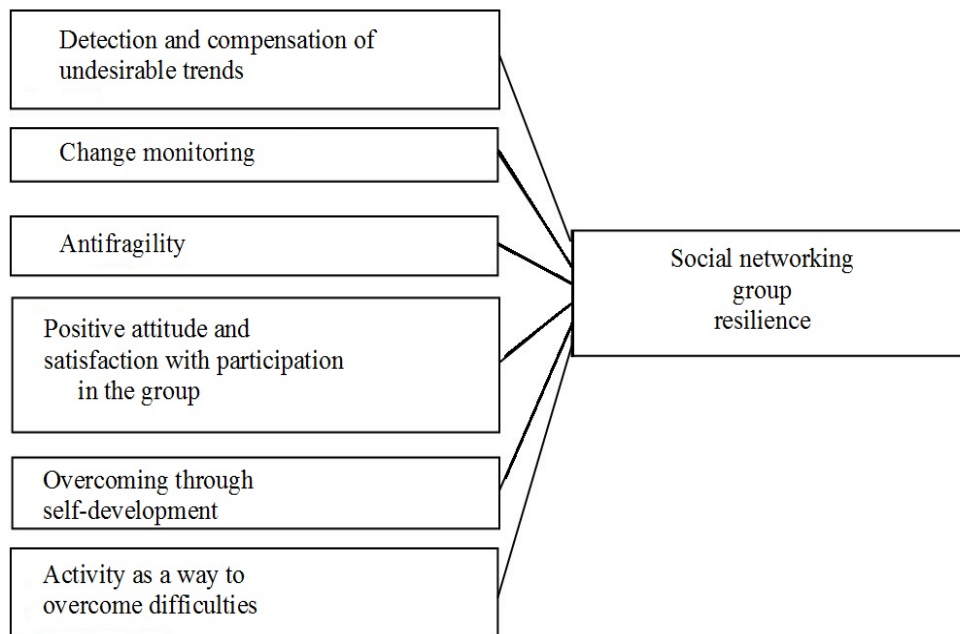 Detection and compensation of
undesirable trends
Change monitoring
Antifragility
Positive attitude and
satisfaction with participation
in the group
Overcoming through
self-development
Activity as a way to
overcome difficulties
Social networking
group
resilience